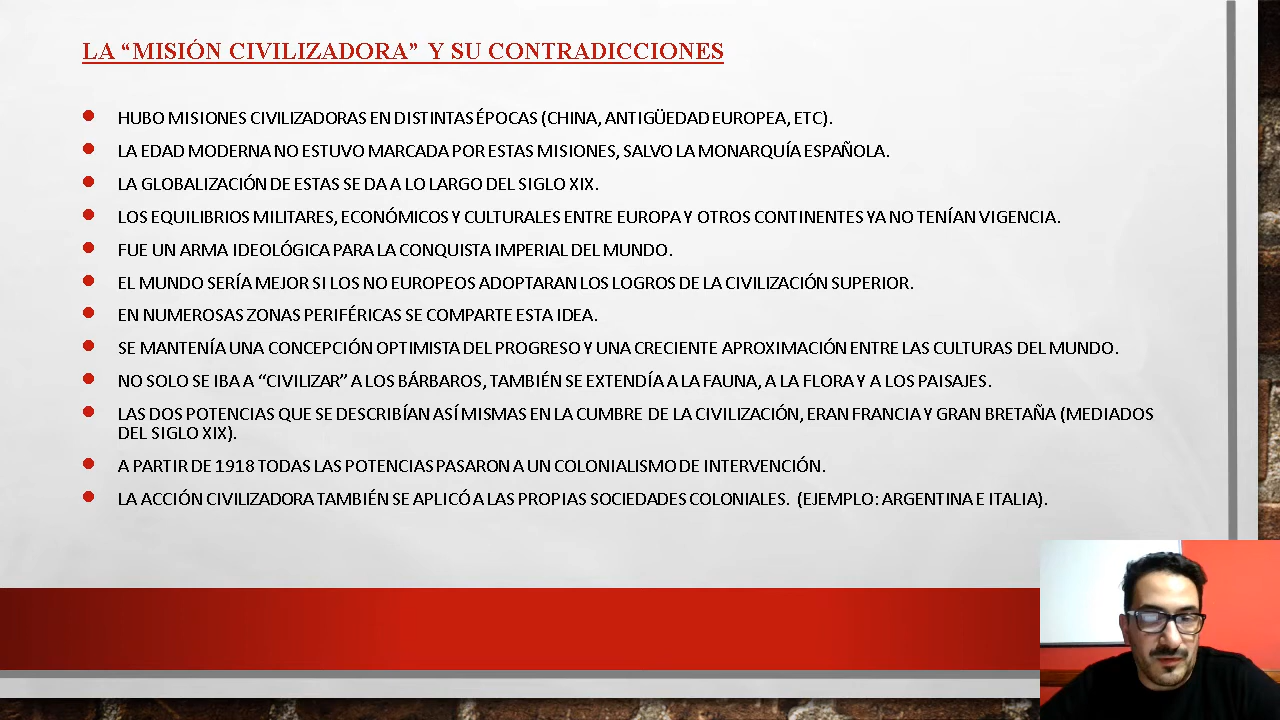 LA “MISIÓN CIVILIZADORA” Y SU CONTRADICCIONES
HUBO MISIONES CIVILIZADORAS EN DISTINTAS ÉPOCAS (CHINA, ANTIGÜEDAD EUROPEA, ETC).
LA EDAD MODERNA NO ESTUVO MARCADA POR ESTAS MISIONES, SALVO LA MONARQUÍA ESPAÑOLA.
LA GLOBALIZACIÓN DE ESTAS SE DA A LO LARGO DEL SIGLO XIX.
LOS EQUILIBRIOS MILITARES, ECONÓMICOS Y CULTURALES ENTRE EUROPA Y OTROS CONTINENTES YA NO TENÍAN VIGENCIA.
FUE UN ARMA IDEOLÓGICA PARA LA CONQUISTA IMPERIAL DEL MUNDO.
EL MUNDO SERÍA MEJOR SI LOS NO EUROPEOS ADOPTARAN LOS LOGROS DE LA CIVILIZACIÓN SUPERIOR.
EN NUMEROSAS ZONAS PERIFÉRICAS SE COMPARTE ESTA IDEA.
SE MANTENÍA UNA CONCEPCIÓN OPTIMISTA DEL PROGRESO Y UNA CRECIENTE APROXIMACIÓN ENTRE LAS CULTURAS DEL MUNDO.
NO SOLO SE IBA A “CIVILIZAR” A LOS BÁRBAROS, TAMBIÉN SE EXTENDÍA A LA FAUNA, A LA FLORA Y A LOS PAISAJES.
LAS DOS POTENCIAS QUE SE DESCRIBÍAN ASÍ MISMAS EN LA CUMBRE DE LA CIVILIZACIÓN, ERAN FRANCIA Y GRAN BRETAÑA (MEDIADOS
DEL SIGLO XIX).
A PARTIR DE 1918 TODAS LAS POTENCIAS PASARON A UN COLONIALISMO DE INTERVENCIÓN.
LA ACCIÓN CIVILIZADORA TAMBIÉN SE APLICÓ A LAS PROPIAS SOCIEDADES COLONIALES. (EJEMPLO: ARGENTINA E ITALIA).